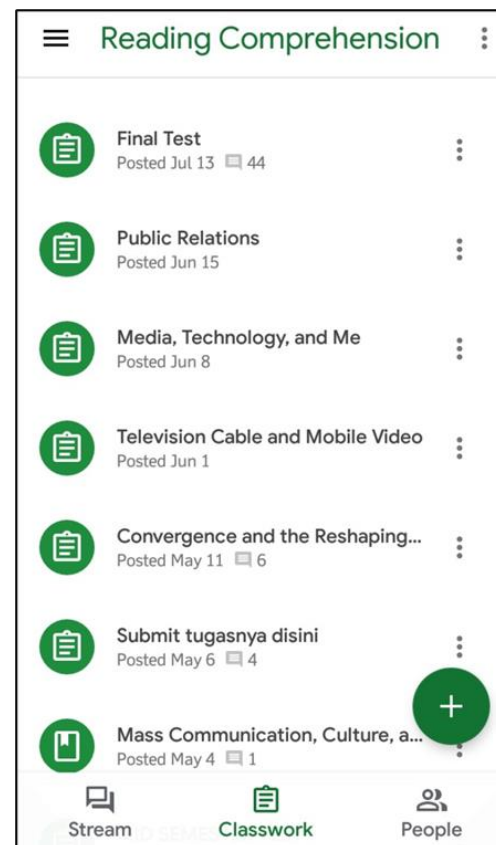 Reading Comprehension
Final Test
Posted Jul 13 44
Public Relations
Posted Jun 15
Media, Technology, and Me
Posted Jun 8
Television Cable and Mobile Video
Posted Jun 1
Convergence and the Reshaping...
Posted May 11 6
Submit tugasnya disini
Posted May 6 4
Mass Communication, Culture, a...
Posted May 4 1
Stream Classwork People